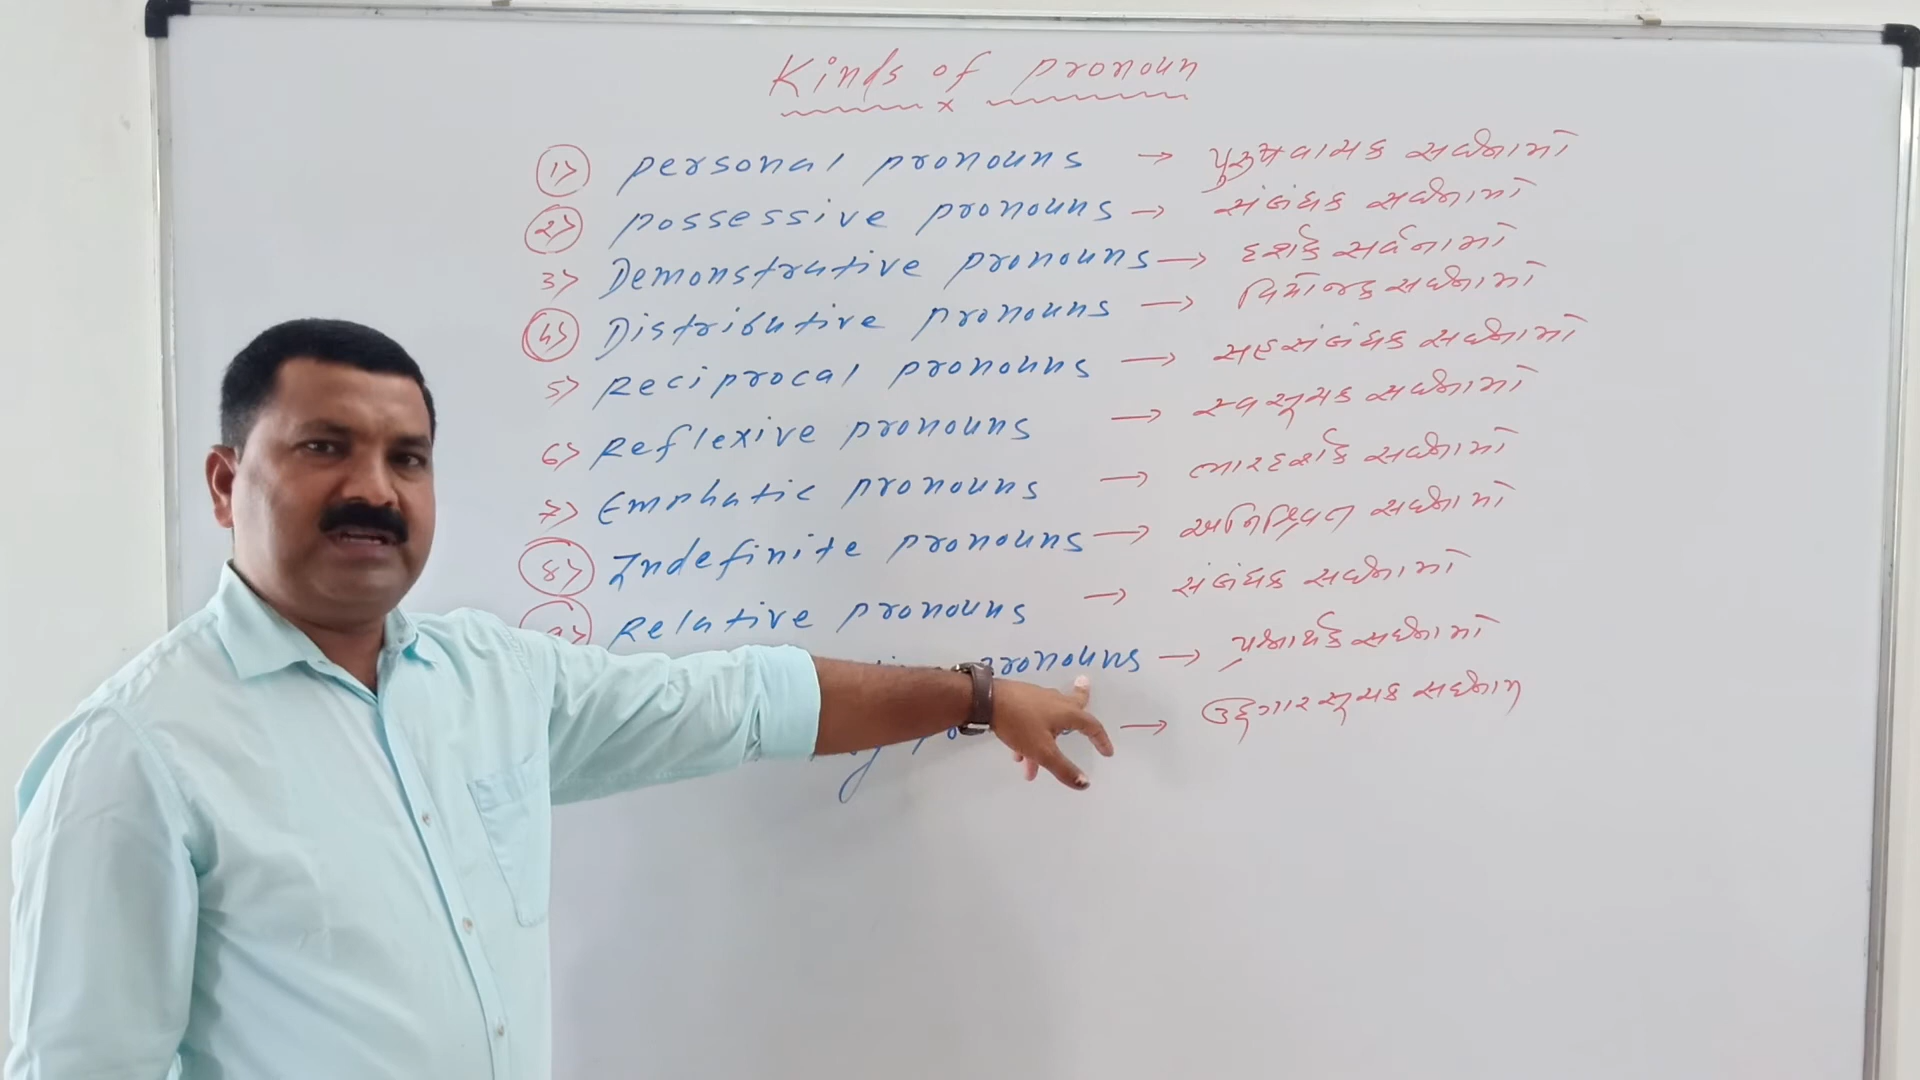 Kinds of pronoun
1> personal pronouns → પુરુષવાચક સર્વનામો
2> possessive pronouns → સંબંધક સર્વનામો
3> Demonstrative pronouns → દર્શક સર્વનામો
4> Distributive pronouns → વિભાજક સર્વનામો
5> Reciprocal pronouns → સહસંબંધક સર્વનામો
6> Reflexive pronouns → સ્વસૂચક સર્વનામો
7> Emphatic pronouns → ભારદર્શક સર્વનામો
8> Indefinite pronouns → અનિશ્ચિત સર્વનામો
9> Relative pronouns → સંબંધક સર્વનામો
pronouns → પ્રશ્નાર્થક સર્વનામો
→ ઉદ્ગારસૂચક સર્વનામ